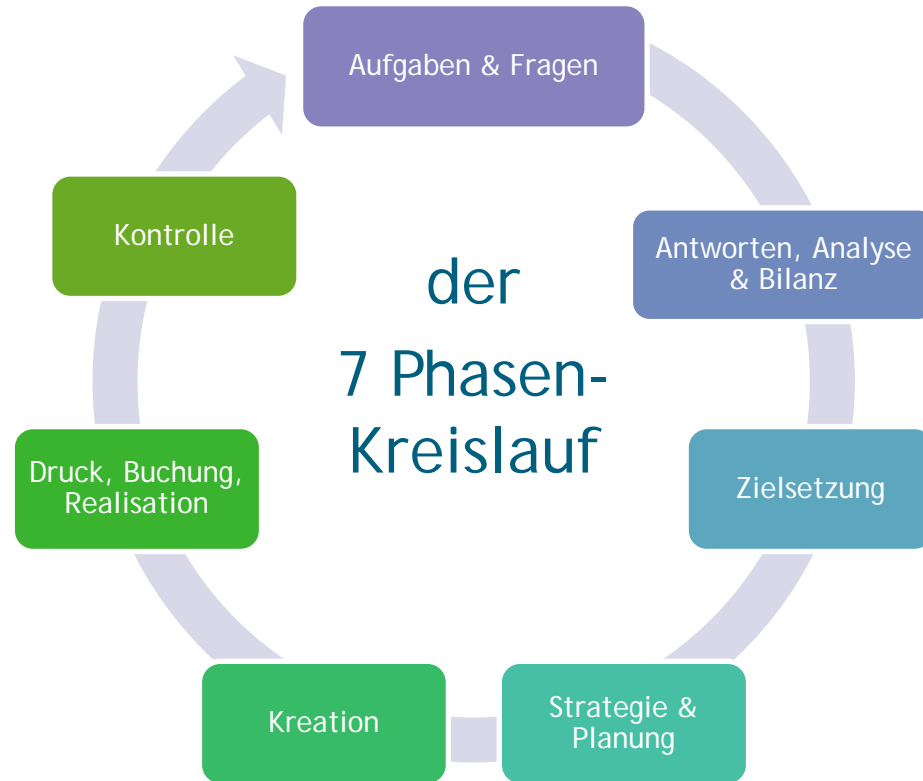 Aufgaben & Fragen
Antworten, Analyse
& Bilanz
Zielsetzung
Strategie &
Planung
Kreation
Druck, Buchung,
Realisation
Kontrolle
der
7 Phasen-
Kreislauf